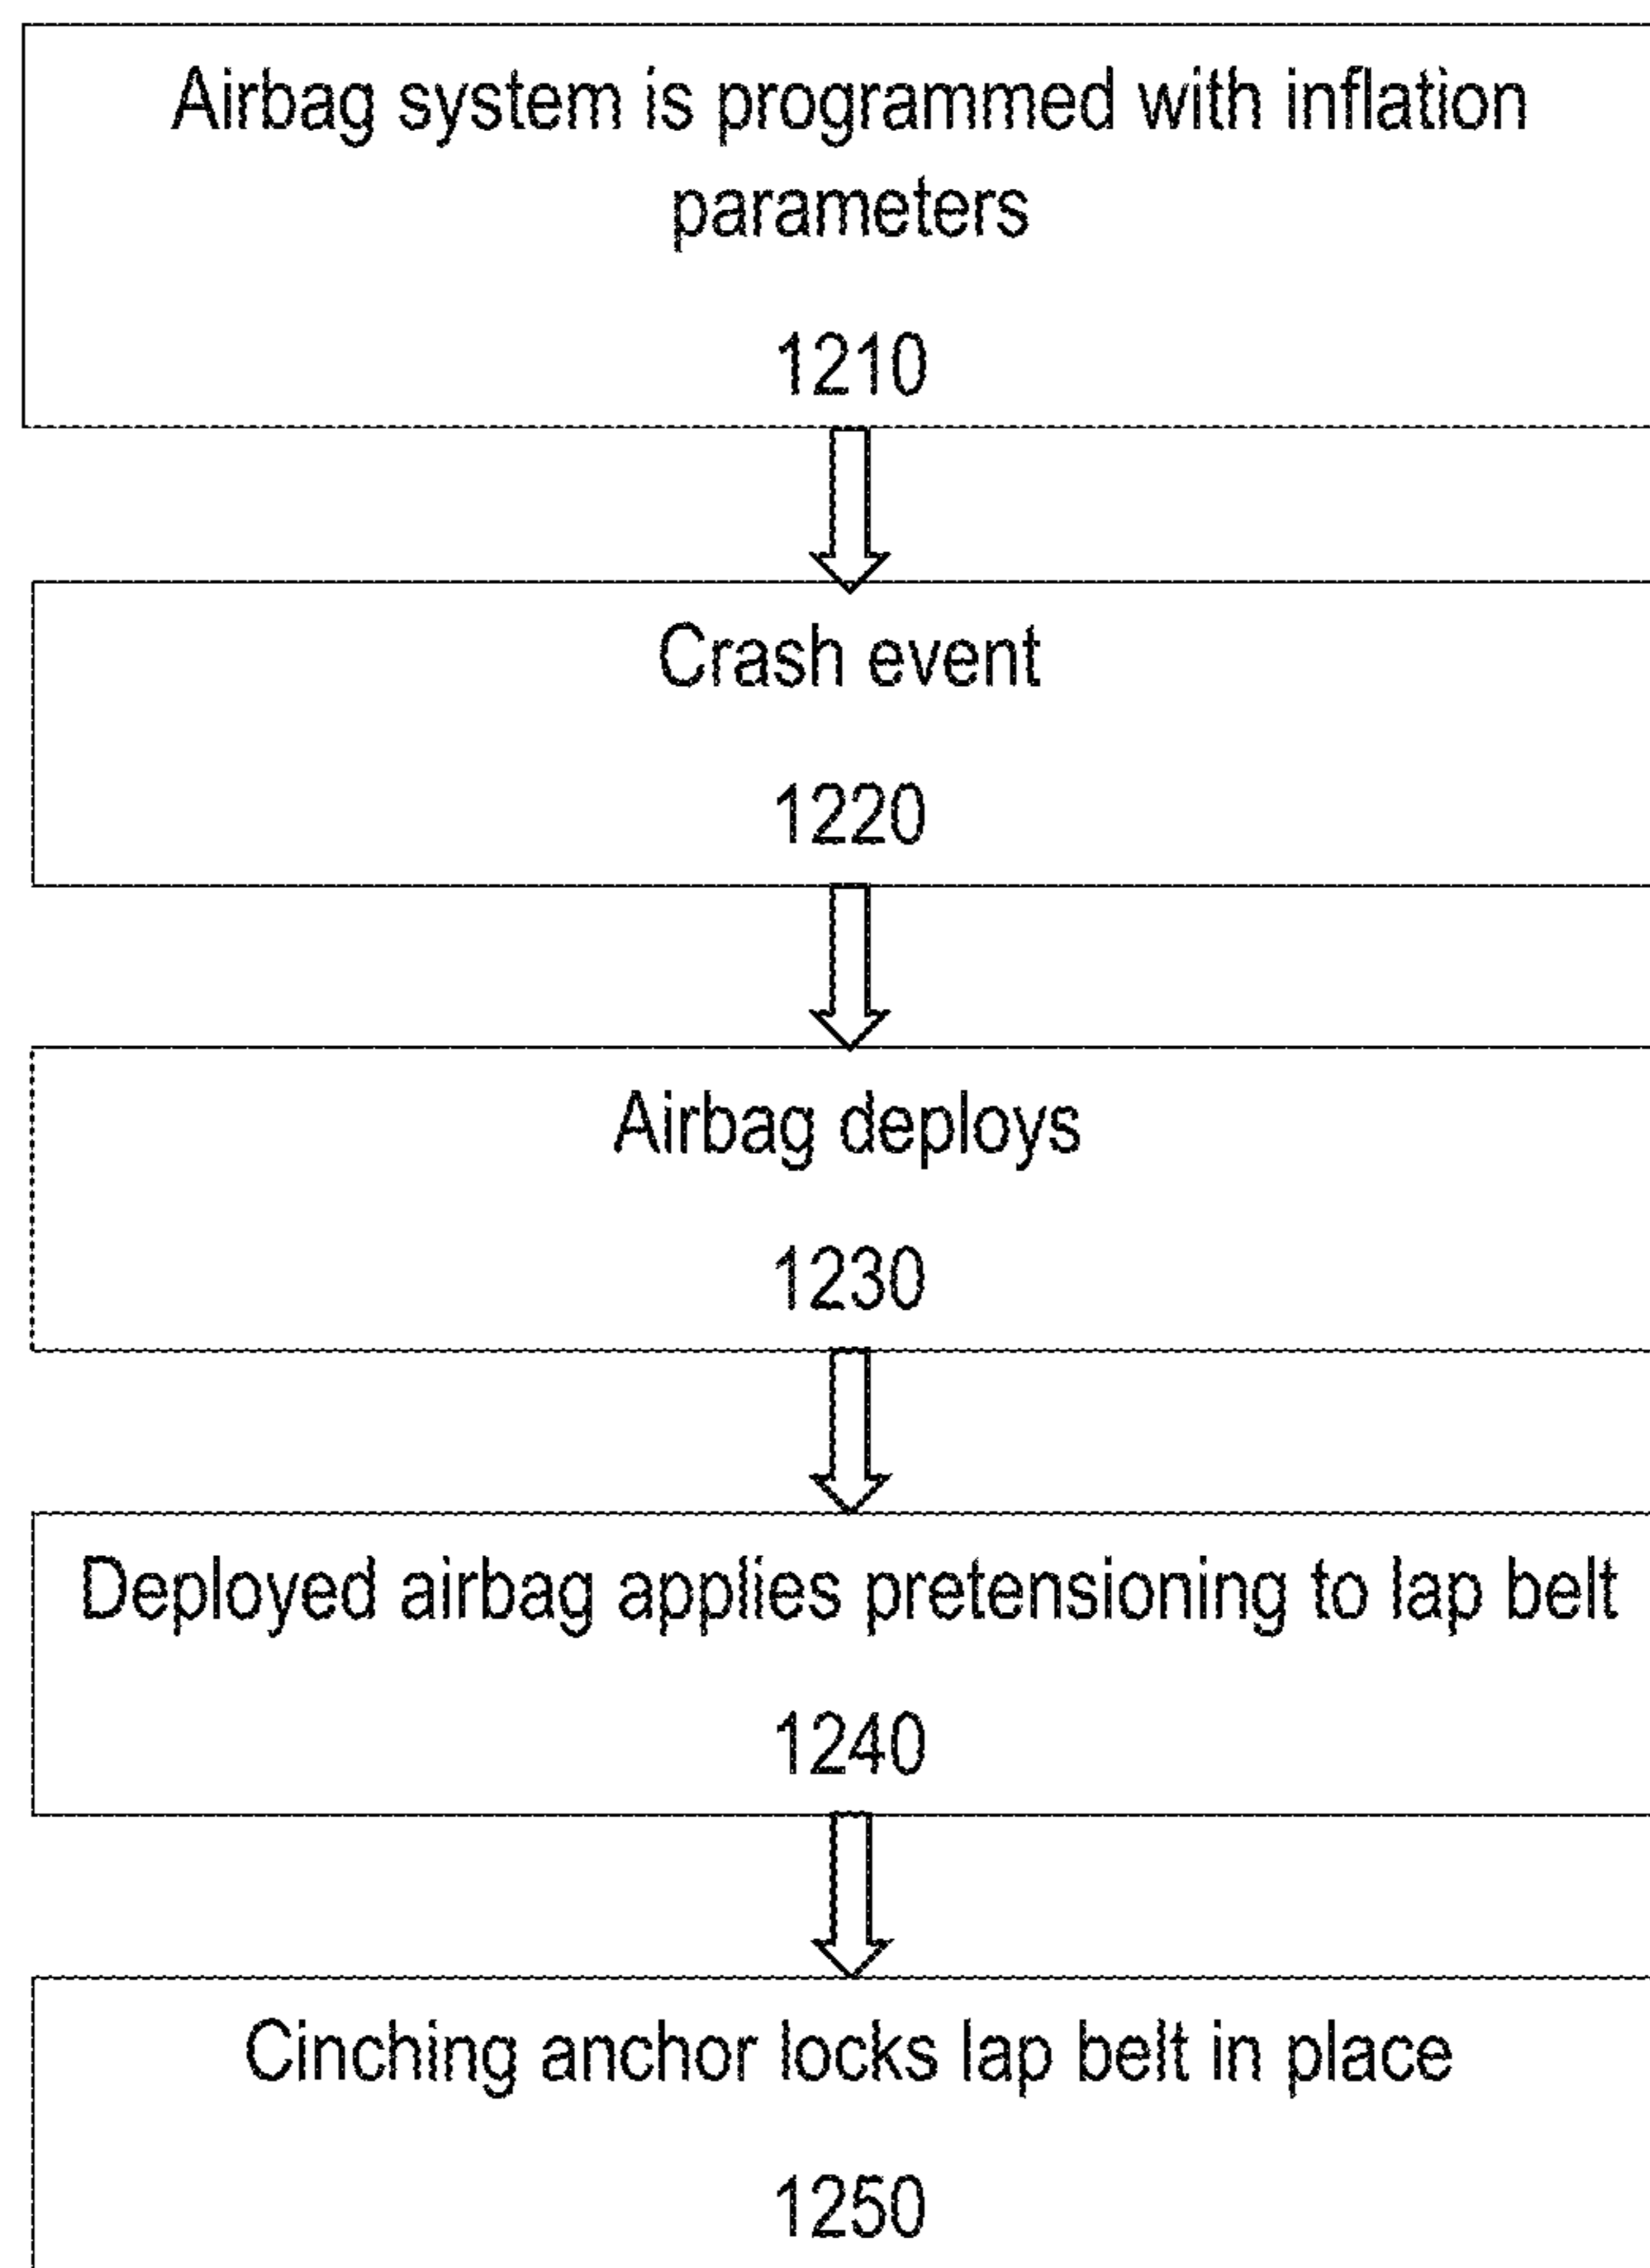 Airbag system is programmed with inflation
parameters
1210
Crash event
1220
Airbag deploys
1230
Deployed airbag applies pretensioning to lap belt
1240
Cinching anchor locks lap belt in place
1250